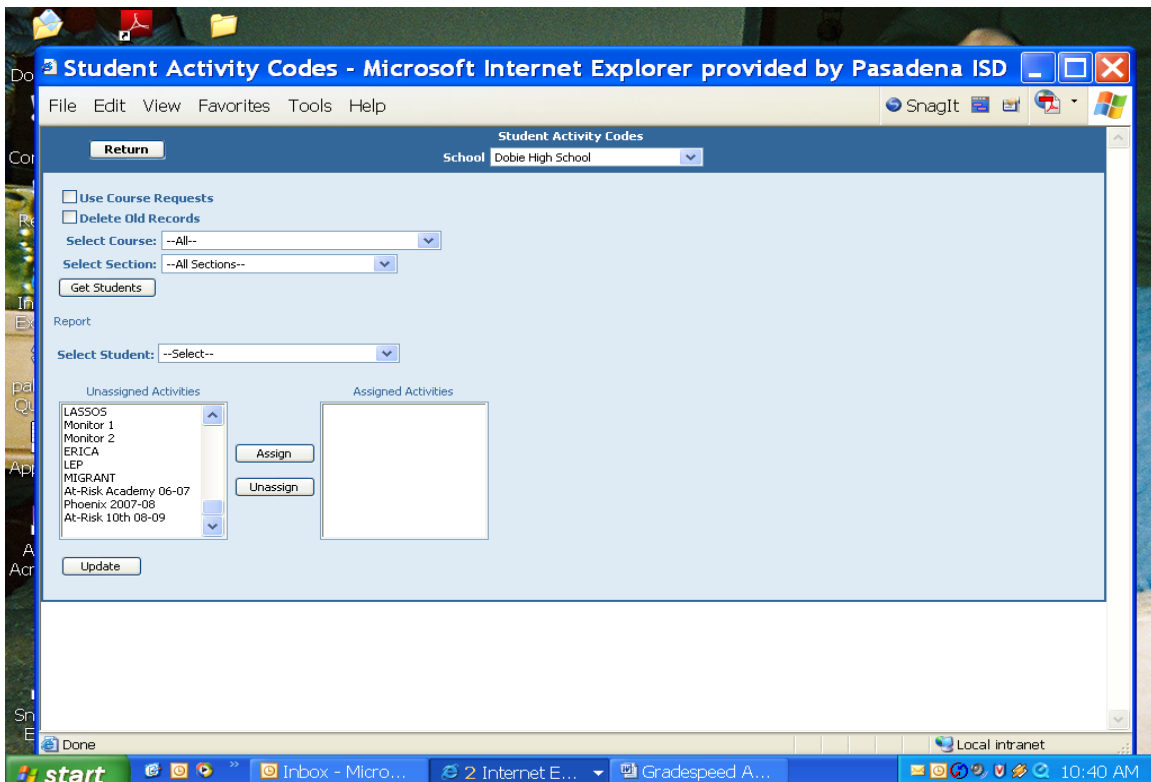 Student Activity Codes - Microsoft Internet Explorer provided by Pasadena ISD
File Edit View Favorites Tools Help
SnagIt
Student Activity Codes
Return
School Dobie High School
Use Course Requests
Delete Old Records
Select Course: --All--
Select Section: --All Sections--
Get Students
Report
Select Student: --Select--
Unassigned Activities Assigned Activities
LASSOS
Monitor 1
Monitor 2
ERICA
LEP
MIGRANT
At-Risk Academy 06-07
Phoenix 2007-08
At-Risk 10th 08-09
Assign
Unassign
Update
Done
Local intranet
start
Inbox - Micro...
2 Internet E...
Gradespeed A...
10:40 AM